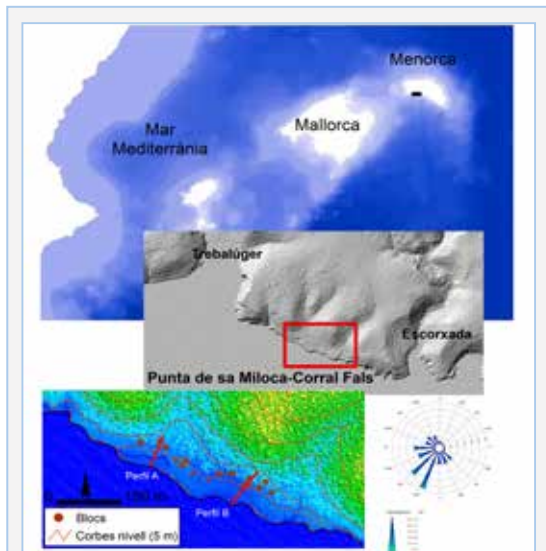 Menorca
Mallorca
Mar
Mediterrània
Trebalúger
Escorxada
Punta de sa Miloca-Corral Fals
Perfil A
Perfil B
Blocs
Corbes nivell (5 m)